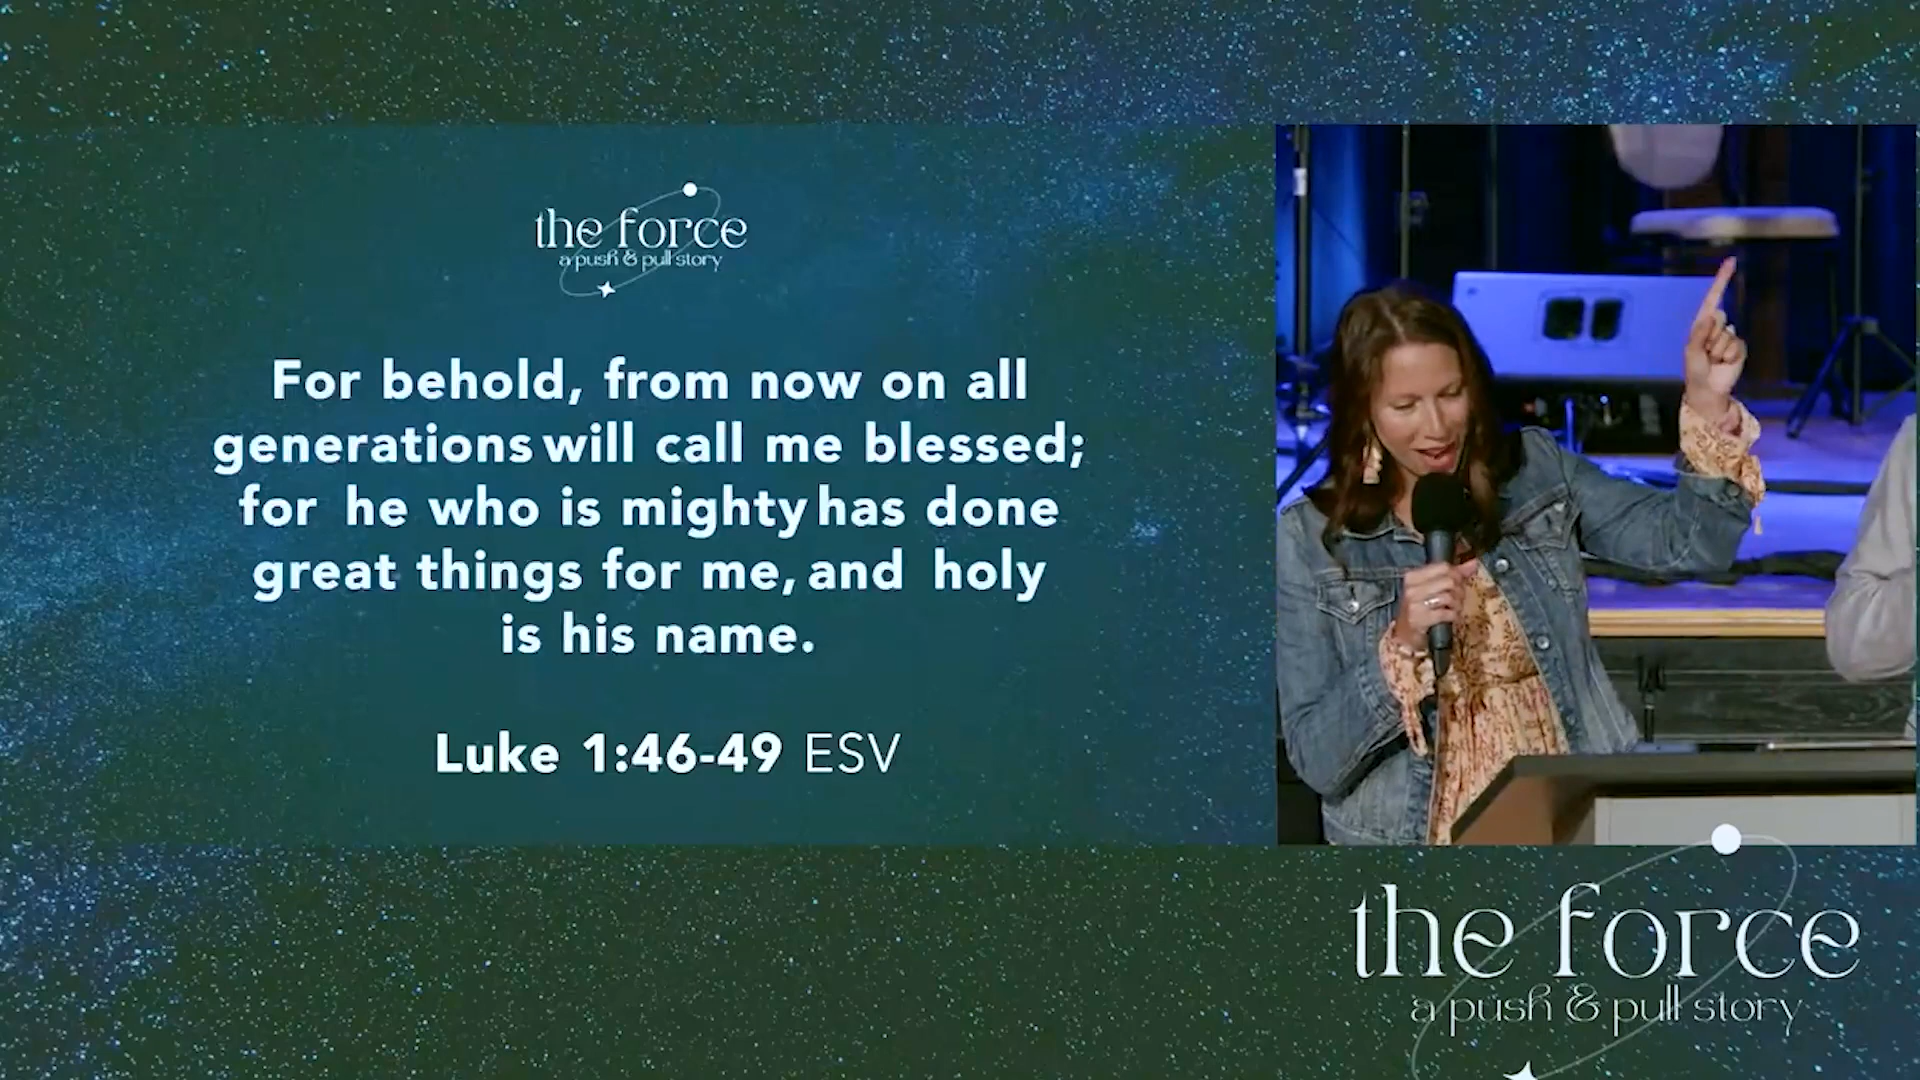 the force
a push & pull story
For behold, from now on all
generations will call me blessed;
for he who is mighty has done
great things for me, and holy
is his name.
Luke 1:46-49 ESV
the force
a push & pull story